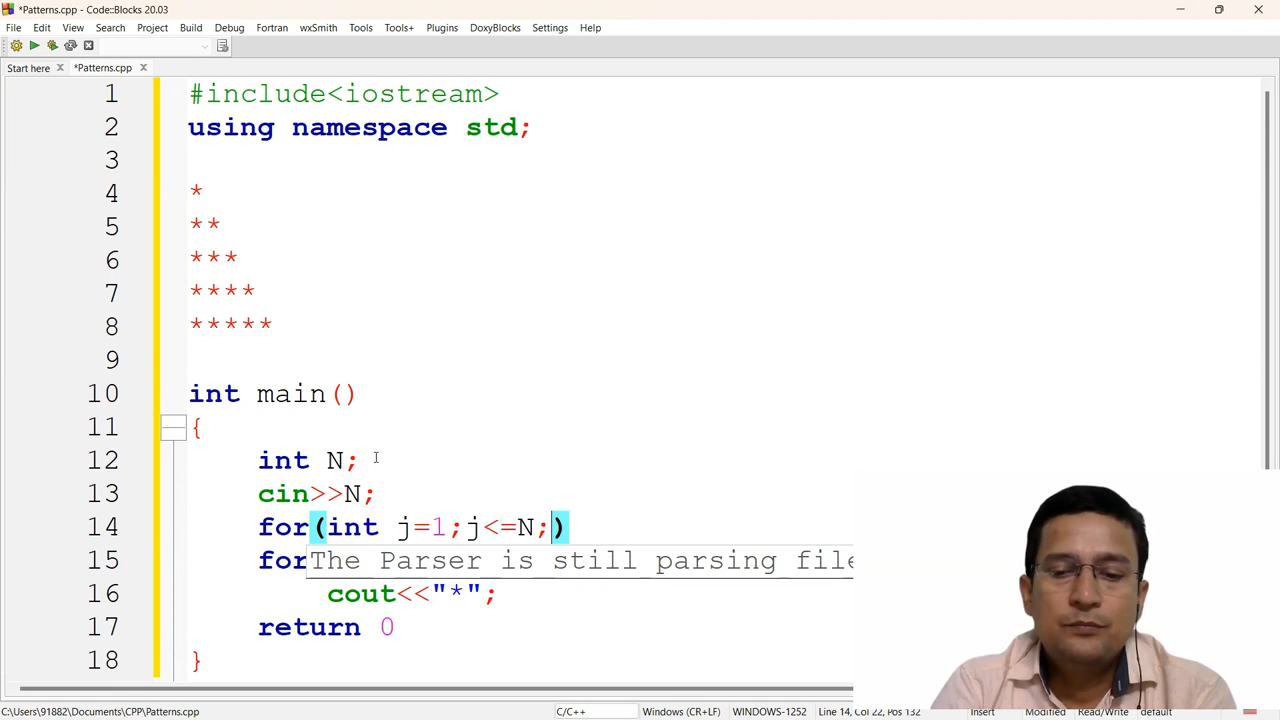 *Patterns.cpp - Code::Blocks 20.03
File Edit View Search Project Build Debug Fortran wxSmith Tools Tools+ Plugins DoxyBlocks Settings Help
Start here *Patterns.cpp
1 #include<iostream>
2 using namespace std;
3
4 *
5 **
6 ***
7 ****
8 *****
9
10 int main()
11 {
12 int N;
13 cin>>N;
14 for(int j=1;j<=N;)
15 for
The Parser is still parsing file
16 cout<<"*";
17 return 0
18 }
C:\Users\91882\Documents\CPP\Patterns.cpp C/C++ Windows (CR+LF) WINDOWS-1252 Line 14, Col 22, Pos 132 Insert Modified Read/Write default